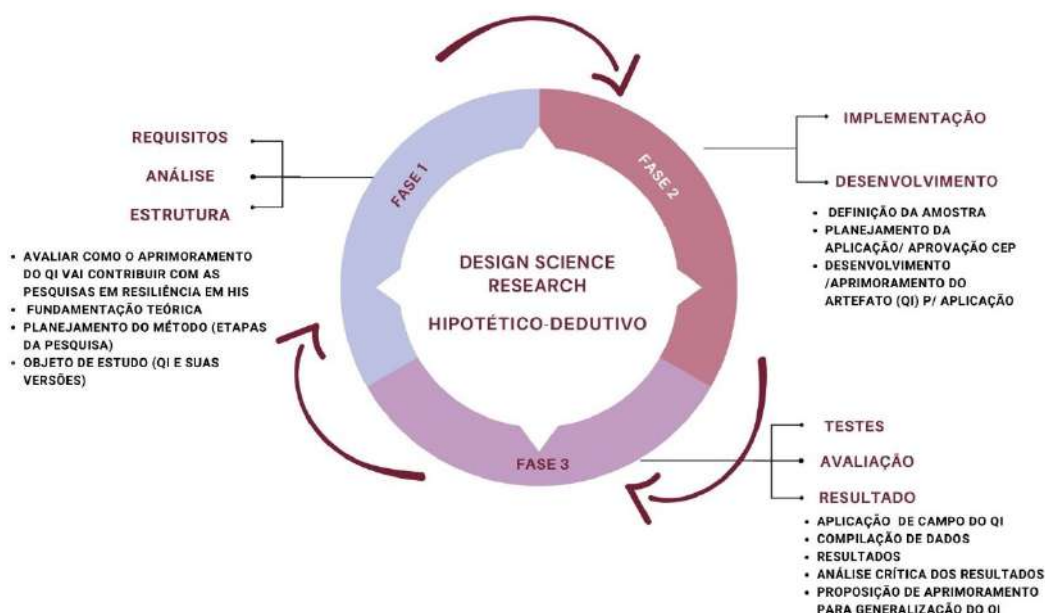 REQUISITOS
ANÁLISE
ESTRUTURA
• AVALIAR COMO O APRIMORAMENTO
DO QI VAI CONTRIBUIR COM AS
PESQUISAS EM RESILIÊNCIA EM HIS
• FUNDAMENTAÇÃO TEÓRICA
• PLANEJAMENTO DO MÉTODO (ETAPAS
DA PESQUISA)
• OBJETO DE ESTUDO (QI E SUAS
VERSÕES)
FASE 1
FASE 2
FASE 3
DESIGN SCIENCE
RESEARCH
HIPOTÉTICO-DEDUTIVO
IMPLEMENTAÇÃO
DESENVOLVIMENTO
• DEFINIÇÃO DA AMOSTRA
• PLANEJAMENTO DA
APLICAÇÃO/ APROVAÇÃO CEP
• DESENVOLVIMENTO
/APRIMORAMENTO DO
ARTEFATO (QI) P/ APLICAÇÃO
TESTES
AVALIAÇÃO
RESULTADO
• APLICAÇÃO DE CAMPO DO QI
• COMPILAÇÃO DE DADOS
• RESULTADOS
• ANÁLISE CRÍTICA DOS RESULTADOS
• PROPOSIÇÃO DE APRIMORAMENTO
PARA GENERALIZAÇÃO DO QI